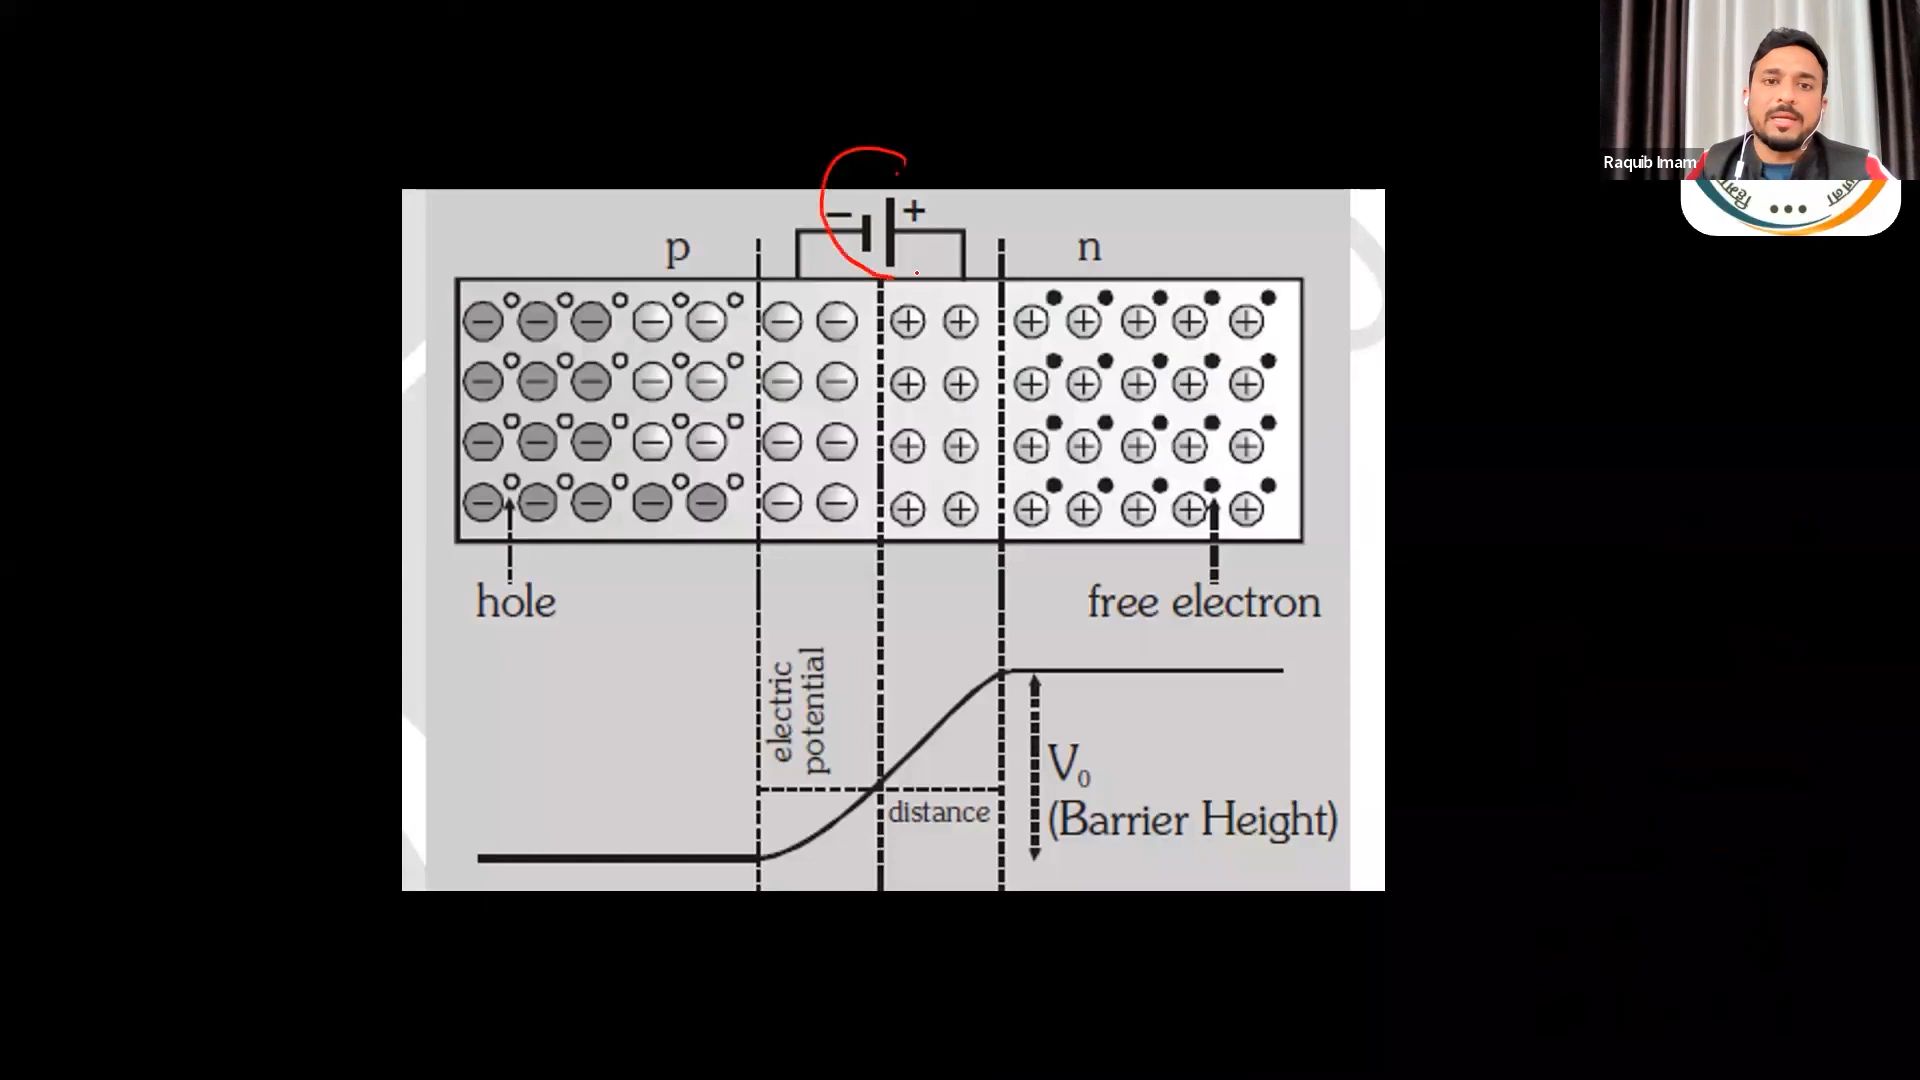 Raquib Imam
− +
p n
hole
free electron
electric
potential
distance
V₀
(Barrier Height)